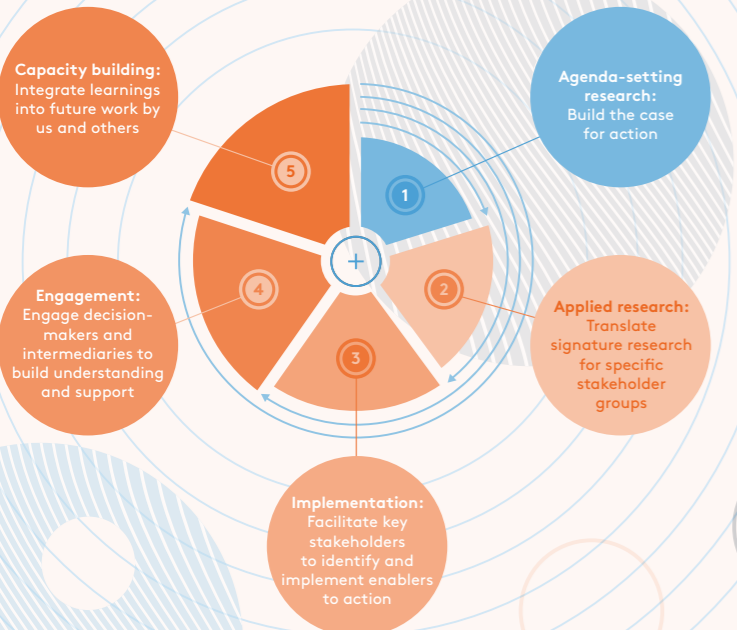 Capacity building:
Integrate learnings
into future work by
us and others
5
Agenda-setting
research:
Build the case
for action
1
Engagement:
Engage decision-
makers and
intermediaries to
build understanding
and support
4
+
2
Applied research:
Translate
signature research
for specific
stakeholder
groups
3
Implementation:
Facilitate key
stakeholders
to identify and
implement enablers
to action